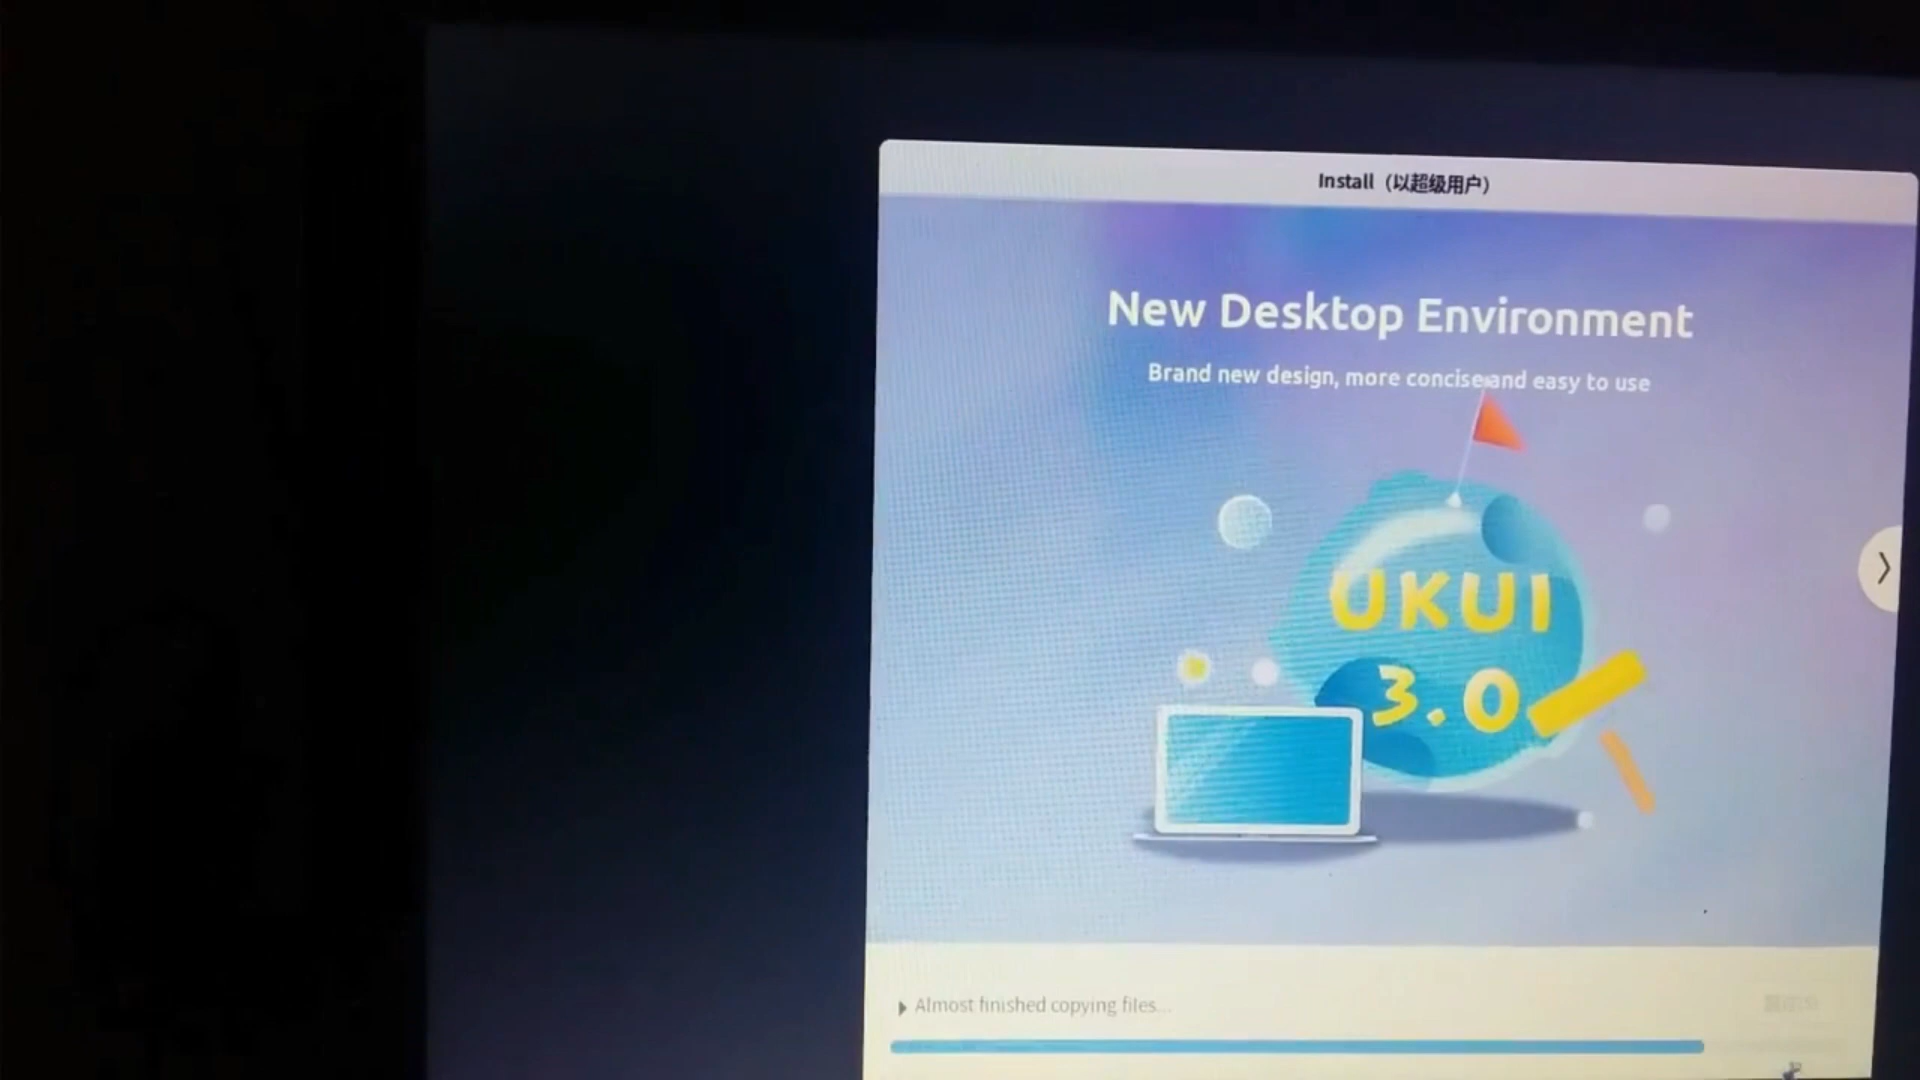 Install（以超级用户）
New Desktop Environment
Brand new design, more concise and easy to use
UKUI
3.0
Almost finished copying files...